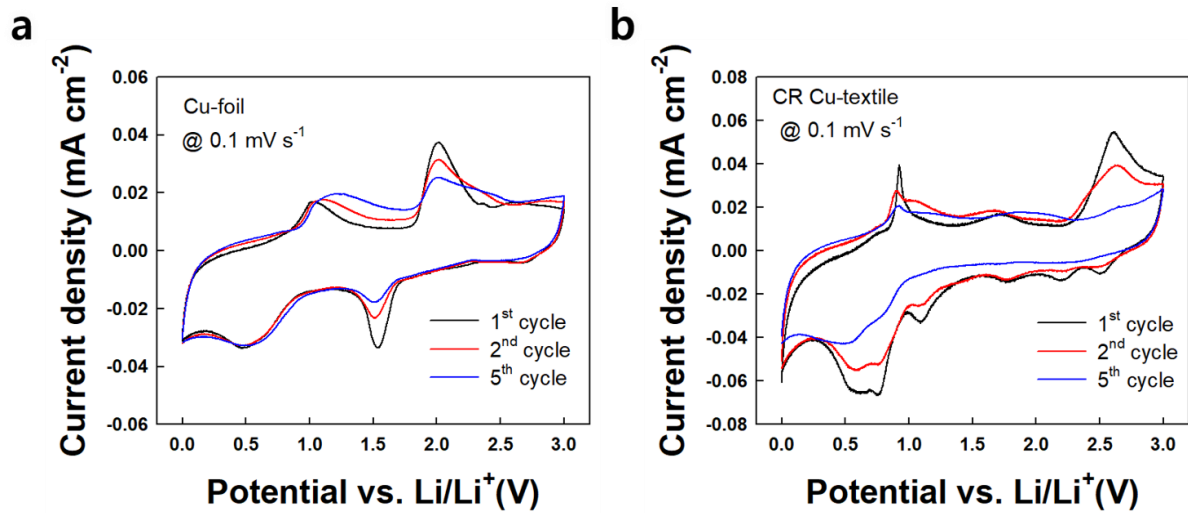 a
Current density (mA cm⁻²)
0.06
0.04
0.02
0.00
-0.02
-0.04
-0.06
Cu-foil
@ 0.1 mV s⁻¹
1ˢᵗ cycle
2ⁿᵈ cycle
5ᵗʰ cycle
0.0 0.5 1.0 1.5 2.0 2.5 3.0
Potential vs. Li/Li⁺(V)
b
Current density (mA cm⁻²)
0.08
0.06
0.04
0.02
0.00
-0.02
-0.04
-0.06
-0.08
CR Cu-textile
@ 0.1 mV s⁻¹
1ˢᵗ cycle
2ⁿᵈ cycle
5ᵗʰ cycle
0.0 0.5 1.0 1.5 2.0 2.5 3.0
Potential vs. Li/Li⁺(V)